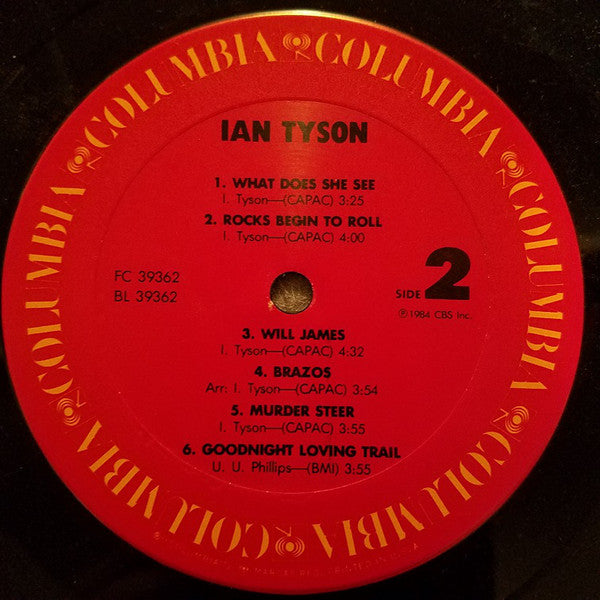 COLUMBIA COLUMBIA COLUMBIA COLUMBIA COLUMBIA COLUMBIA
IAN TYSON
1. WHAT DOES SHE SEE
I. Tyson—(CAPAC) 3:25
2. ROCKS BEGIN TO ROLL
I. Tyson—(CAPAC) 4:00
FC 39362
BL 39362
SIDE 2
℗ 1984 CBS Inc.
3. WILL JAMES
I. Tyson—(CAPAC) 4:32
4. BRAZOS
Arr: I. Tyson—(CAPAC) 3:54
5. MURDER STEER
I. Tyson—(CAPAC) 3:55
6. GOODNIGHT LOVING TRAIL
U. U. Phillips—(BMI) 3:55